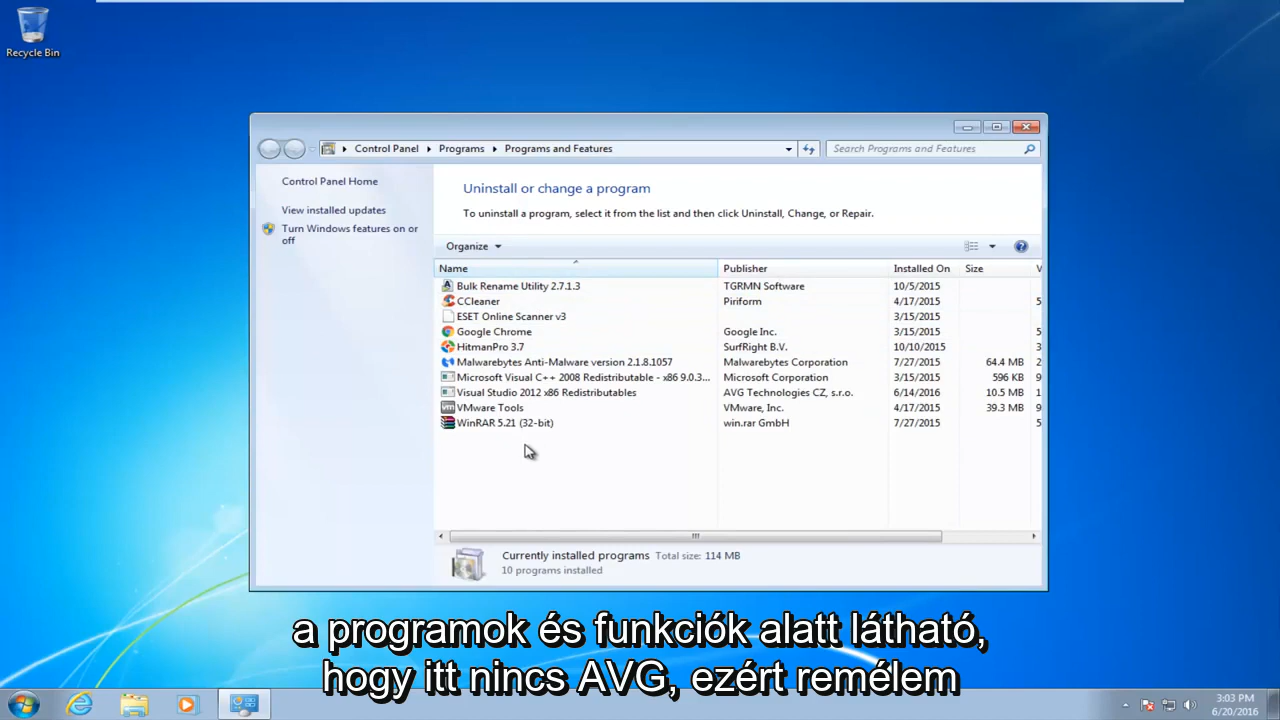 Recycle Bin
Control Panel Programs Programs and Features
Search Programs and Features
Control Panel Home
View installed updates
Turn Windows features on or off
Uninstall or change a program
To uninstall a program, select it from the list and then click Uninstall, Change, or Repair.
Organize
Name Publisher Installed On Size V
Bulk Rename Utility 2.7.1.3 TGRMN Software 10/5/2015
CCleaner Piriform 4/17/2015 5
ESET Online Scanner v3 3/15/2015
Google Chrome Google Inc. 3/15/2015 5
HitmanPro 3.7 SurfRight B.V. 10/10/2015 3
Malwarebytes Anti-Malware version 2.1.8.1057 Malwarebytes Corporation 7/27/2015 64.4 MB 2
Microsoft Visual C++ 2008 Redistributable - x86 9.0.3... Microsoft Corporation 3/15/2015 596 KB 9
Visual Studio 2012 x86 Redistributables AVG Technologies CZ, s.r.o. 6/14/2016 10.5 MB 1
VMware Tools VMware, Inc. 4/17/2015 39.3 MB 9
WinRAR 5.21 (32-bit) win.rar GmbH 7/27/2015 5
Currently installed programs Total size: 114 MB
10 programs installed
a programok és funkciók alatt látható,
hogy itt nincs AVG, ezért remélem
3:03 PM
6/20/2016